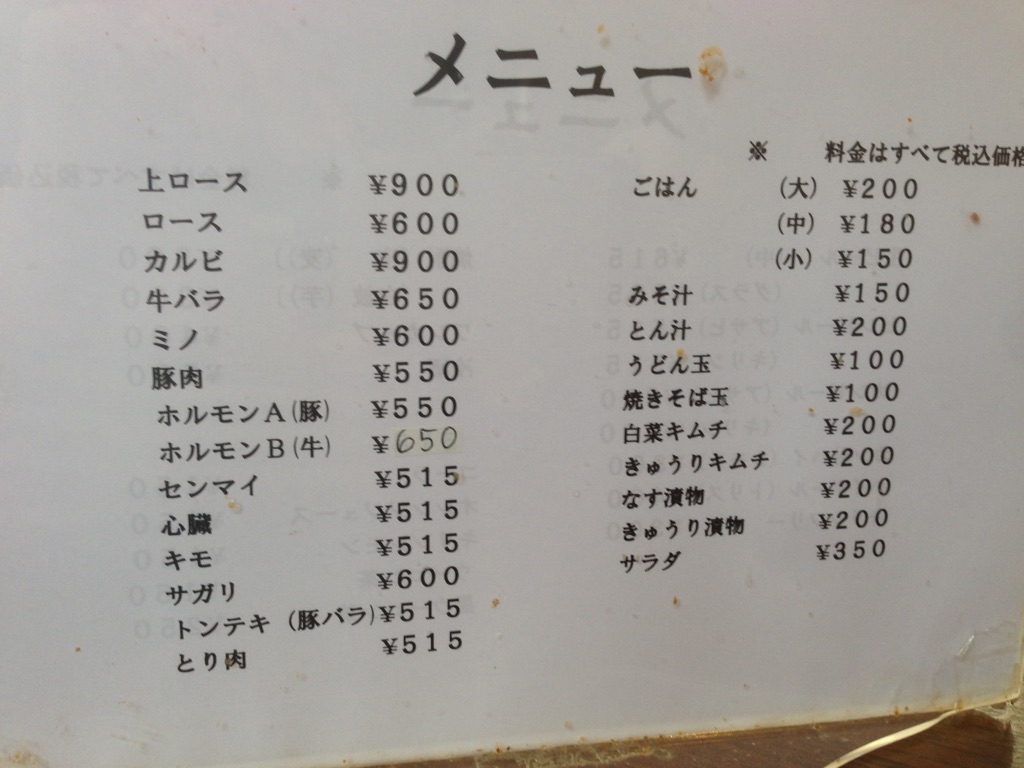 メニュー
※ 料金はすべて税込価格
上ロース ¥900
ロース ¥600
カルビ ¥900
牛バラ ¥650
ミノ ¥600
豚肉 ¥550
ホルモンA(豚) ¥550
ホルモンB(牛) ¥650
センマイ ¥515
心臓 ¥515
キモ ¥515
サガリ ¥600
トンテキ(豚バラ) ¥515
とり肉 ¥515
ごはん (大) ¥200
(中) ¥180
(小) ¥150
みそ汁 ¥150
とん汁 ¥200
うどん玉 ¥100
焼きそば玉 ¥100
白菜キムチ ¥200
きゅうりキムチ ¥200
なす漬物 ¥200
きゅうり漬物 ¥200
サラダ ¥350